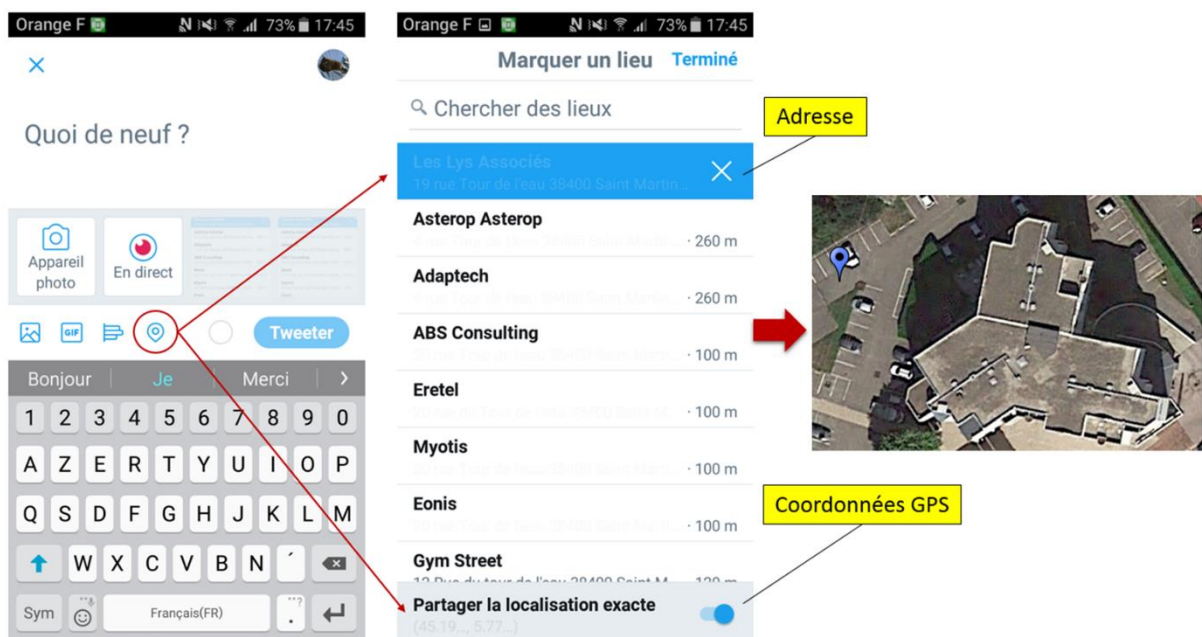 Orange F 73% 17:45
Quoi de neuf ?
Appareil
photo
En direct
GIF
Tweeter
Bonjour Je Merci
1 2 3 4 5 6 7 8 9 0
A Z E R T Y U I O P
Q S D F G H J K L M
W X C V B N ´
Sym Français(FR) .
Orange F 73% 17:45
Marquer un lieu Terminé
Chercher des lieux
Les Lys Associés
19 rue Tour de l'eau 38400 Saint Martin...
Asterop Asterop
· 260 m
Adaptech
· 260 m
ABS Consulting
· 100 m
Eretel
· 100 m
Myotis
· 100 m
Eonis
· 100 m
Gym Street
Partager la localisation exacte
(45.19..., 5.77...)
Adresse
Coordonnées GPS